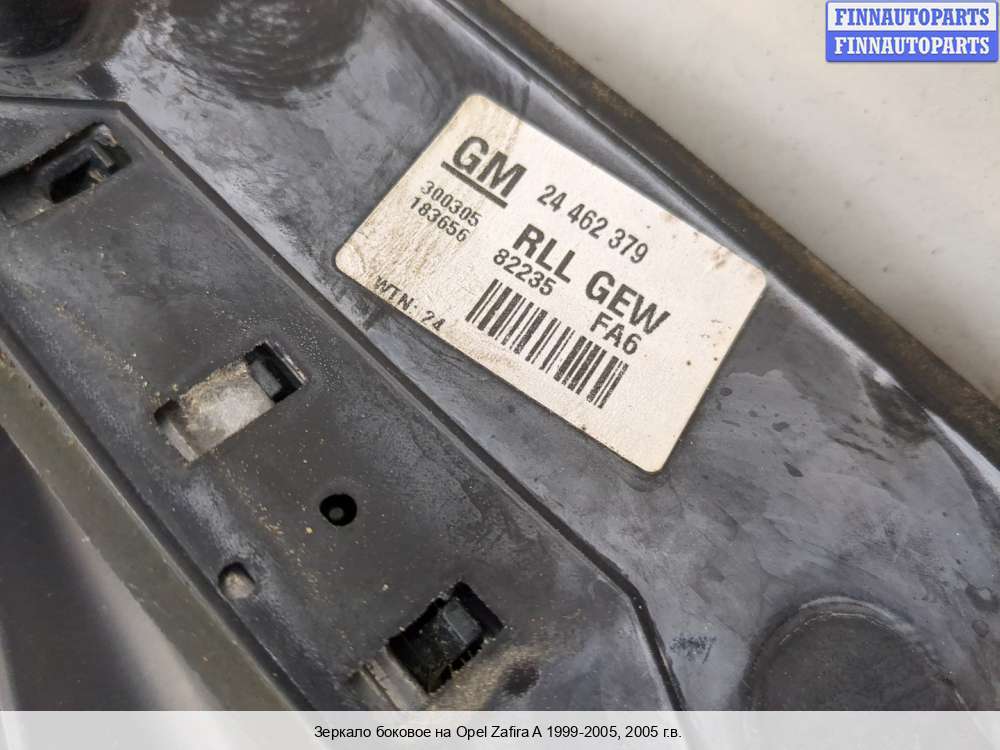 FINNAUTOPARTS
FINNAUTOPARTS
GM 24 462 379
300305
183656
RLL GEW
82235 FA6
WTN: 24
Зеркало боковое на Opel Zafira A 1999-2005, 2005 г.в.